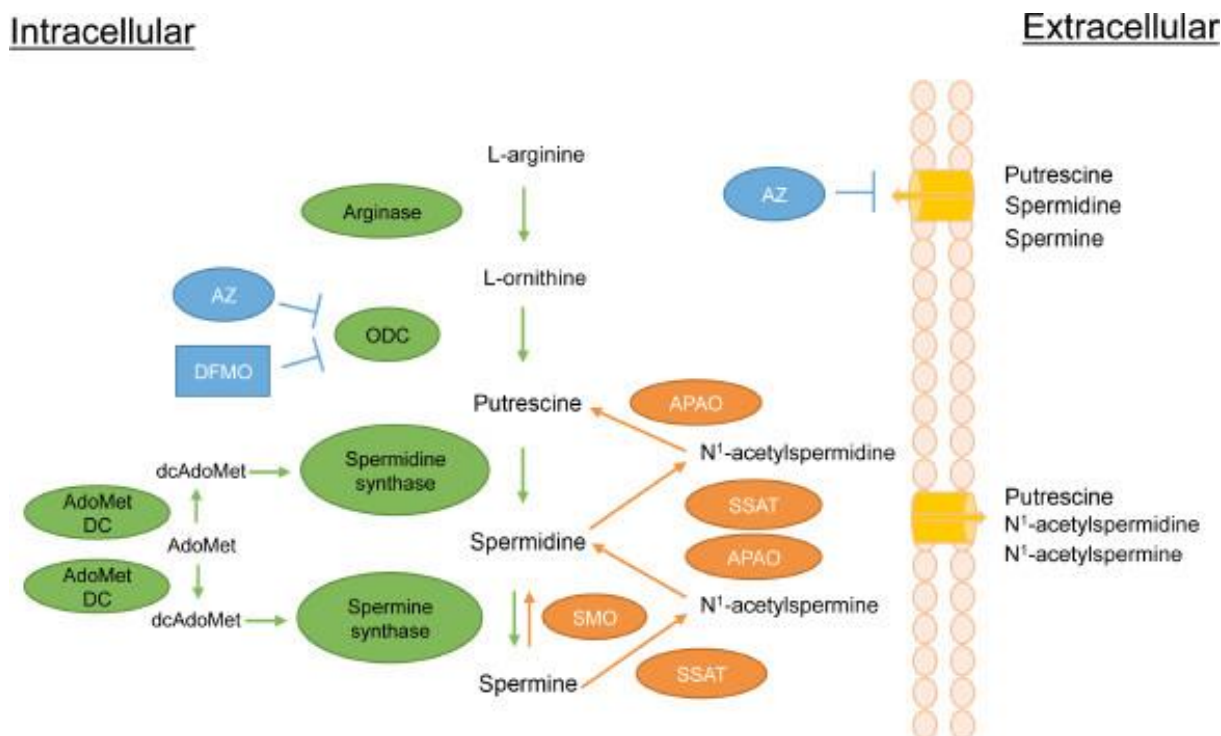 Intracellular
Extracellular
L-arginine
Arginase
AZ
Putrescine
Spermidine
Spermine
L-ornithine
AZ
ODC
DFMO
Putrescine
APAO
N¹-acetylspermidine
dcAdoMet
Spermidine
synthase
AdoMet
DC
SSAT
Putrescine
N¹-acetylspermidine
N¹-acetylspermine
AdoMet
Spermidine
APAO
AdoMet
DC
dcAdoMet
Spermine
synthase
SMO
N¹-acetylspermine
Spermine
SSAT